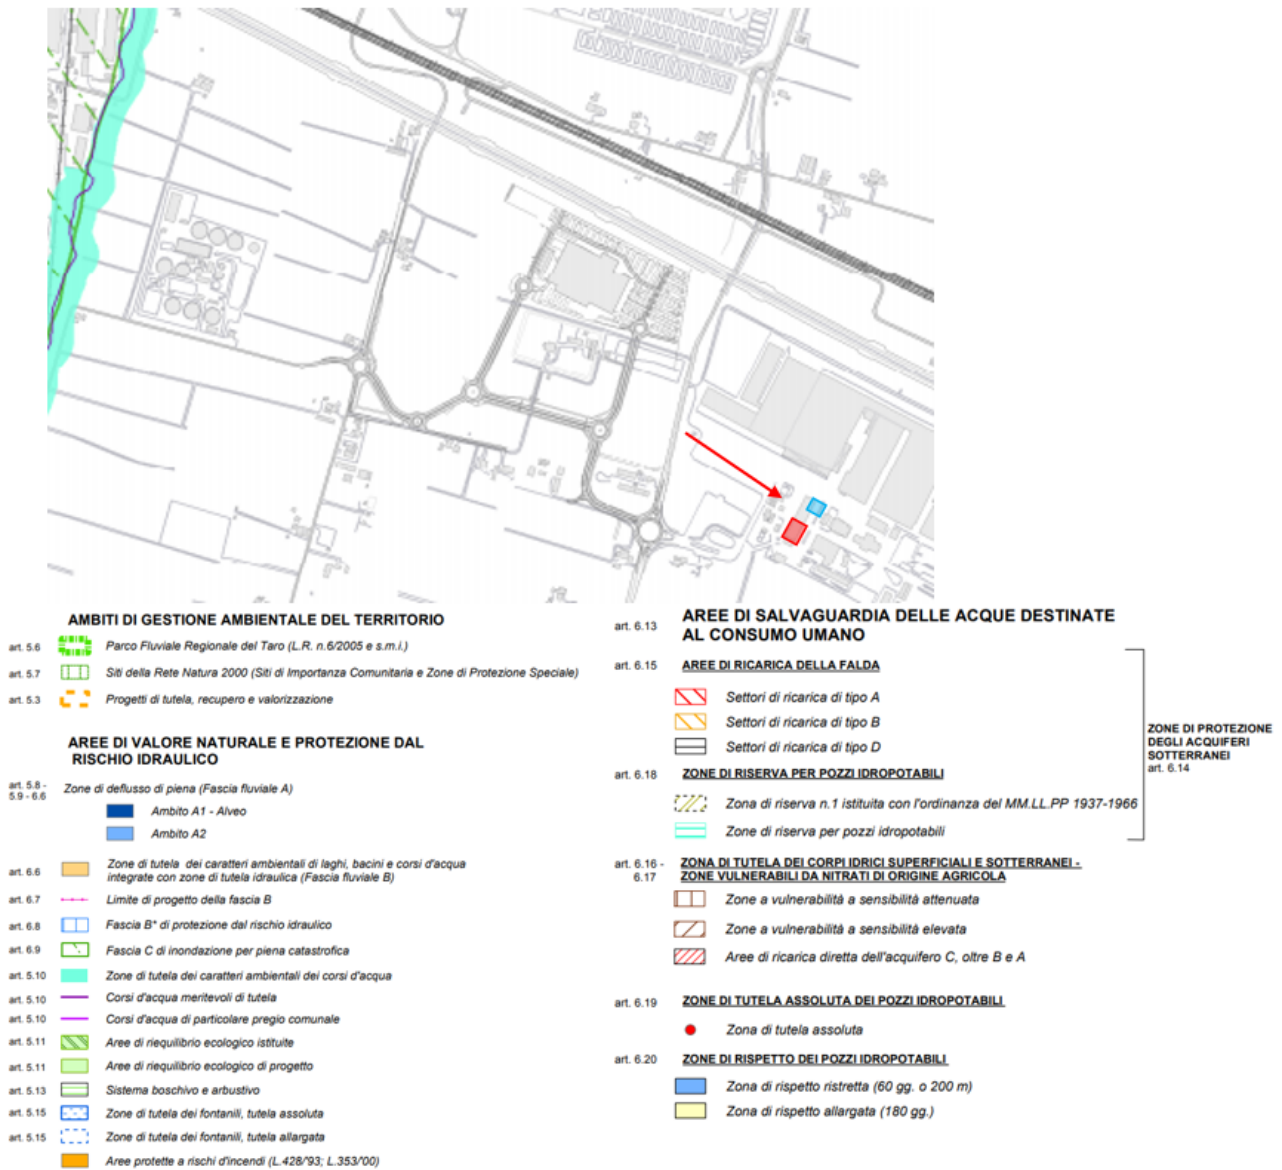 AMBITI DI GESTIONE AMBIENTALE DEL TERRITORIO
art. 5.6 Parco Fluviale Regionale del Taro (L.R. n.6/2005 e s.m.i.)
art. 5.7 Siti della Rete Natura 2000 (Siti di Importanza Comunitaria e Zone di Protezione Speciale)
art. 5.3 Progetti di tutela, recupero e valorizzazione
AREE DI VALORE NATURALE E PROTEZIONE DAL
RISCHIO IDRAULICO
art. 5.8 -
5.9 - 6.6
Zone di deflusso di piena (Fascia fluviale A)
Ambito A1 - Alveo
Ambito A2
art. 6.6
Zone di tutela dei caratteri ambientali di laghi, bacini e corsi d'acqua
integrate con zone di tutela idraulica (Fascia fluviale B)
art. 6.7 Limite di progetto della fascia B
art. 6.8 Fascia B* di protezione dal rischio idraulico
art. 6.9 Fascia C di inondazione per piena catastrofica
art. 5.10 Zone di tutela dei caratteri ambientali dei corsi d'acqua
art. 5.10 Corsi d'acqua meritevoli di tutela
art. 5.10 Corsi d'acqua di particolare pregio comunale
art. 5.11 Aree di riequilibrio ecologico istituite
art. 5.11 Aree di riequilibrio ecologico di progetto
art. 5.13 Sistema boschivo e arbustivo
art. 5.15 Zone di tutela dei fontanili, tutela assoluta
art. 5.15 Zone di tutela dei fontanili, tutela allargata
Aree protette a rischi d'incendi (L.428/'93; L.353/'00)
art. 6.13
AREE DI SALVAGUARDIA DELLE ACQUE DESTINATE
AL CONSUMO UMANO
art. 6.15 AREE DI RICARICA DELLA FALDA
Settori di ricarica di tipo A
Settori di ricarica di tipo B
Settori di ricarica di tipo D
art. 6.18 ZONE DI RISERVA PER POZZI IDROPOTABILI
Zona di riserva n.1 istituita con l'ordinanza del MM.LL.PP 1937-1966
Zone di riserva per pozzi idropotabili
ZONE DI PROTEZIONE
DEGLI ACQUIFERI
SOTTERRANEI
art. 6.14
art. 6.16 -
6.17
ZONA DI TUTELA DEI CORPI IDRICI SUPERFICIALI E SOTTERRANEI -
ZONE VULNERABILI DA NITRATI DI ORIGINE AGRICOLA
Zone a vulnerabilità a sensibilità attenuata
Zone a vulnerabilità a sensibilità elevata
Aree di ricarica diretta dell'acquifero C, oltre B e A
art. 6.19 ZONE DI TUTELA ASSOLUTA DEI POZZI IDROPOTABILI
Zona di tutela assoluta
art. 6.20 ZONE DI RISPETTO DEI POZZI IDROPOTABILI
Zona di rispetto ristretta (60 gg. o 200 m)
Zona di rispetto allargata (180 gg.)